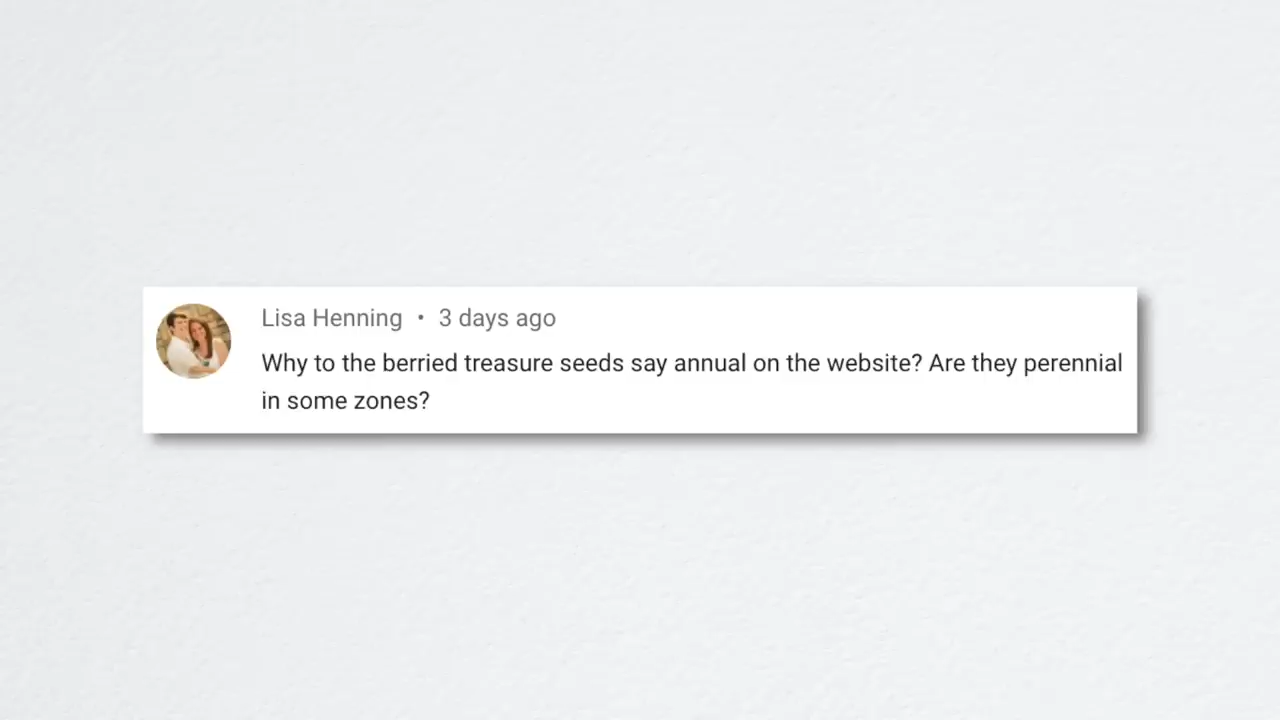 Lisa Henning • 3 days ago
Why to the berried treasure seeds say annual on the website? Are they perennial
in some zones?